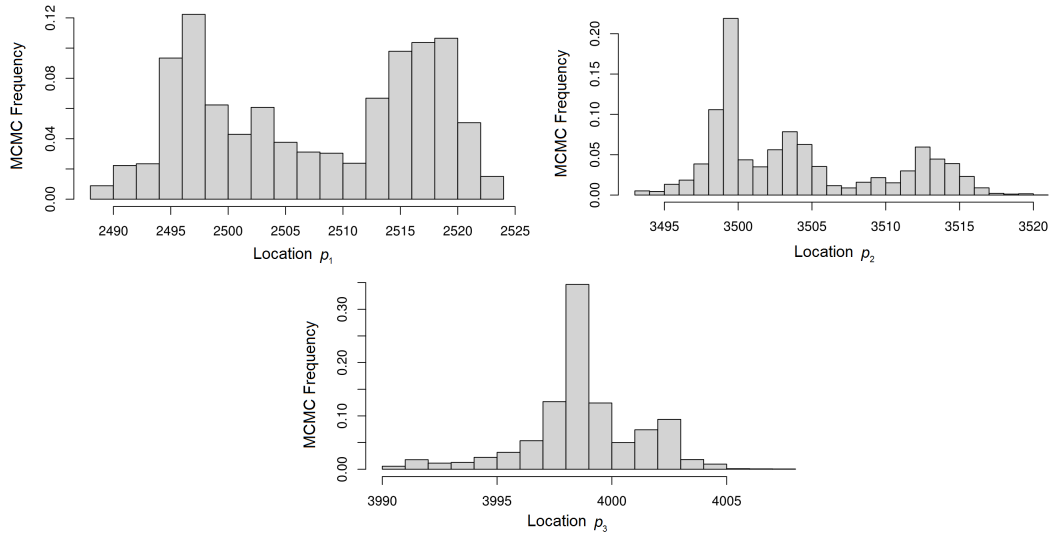 MCMC Frequency
0.00 0.04 0.08 0.12
2490 2495 2500 2505 2510 2515 2520 2525
Location p1
MCMC Frequency
0.00 0.05 0.10 0.15 0.20
3495 3500 3505 3510 3515 3520
Location p2
MCMC Frequency
0.00 0.10 0.20 0.30
3990 3995 4000 4005
Location p3